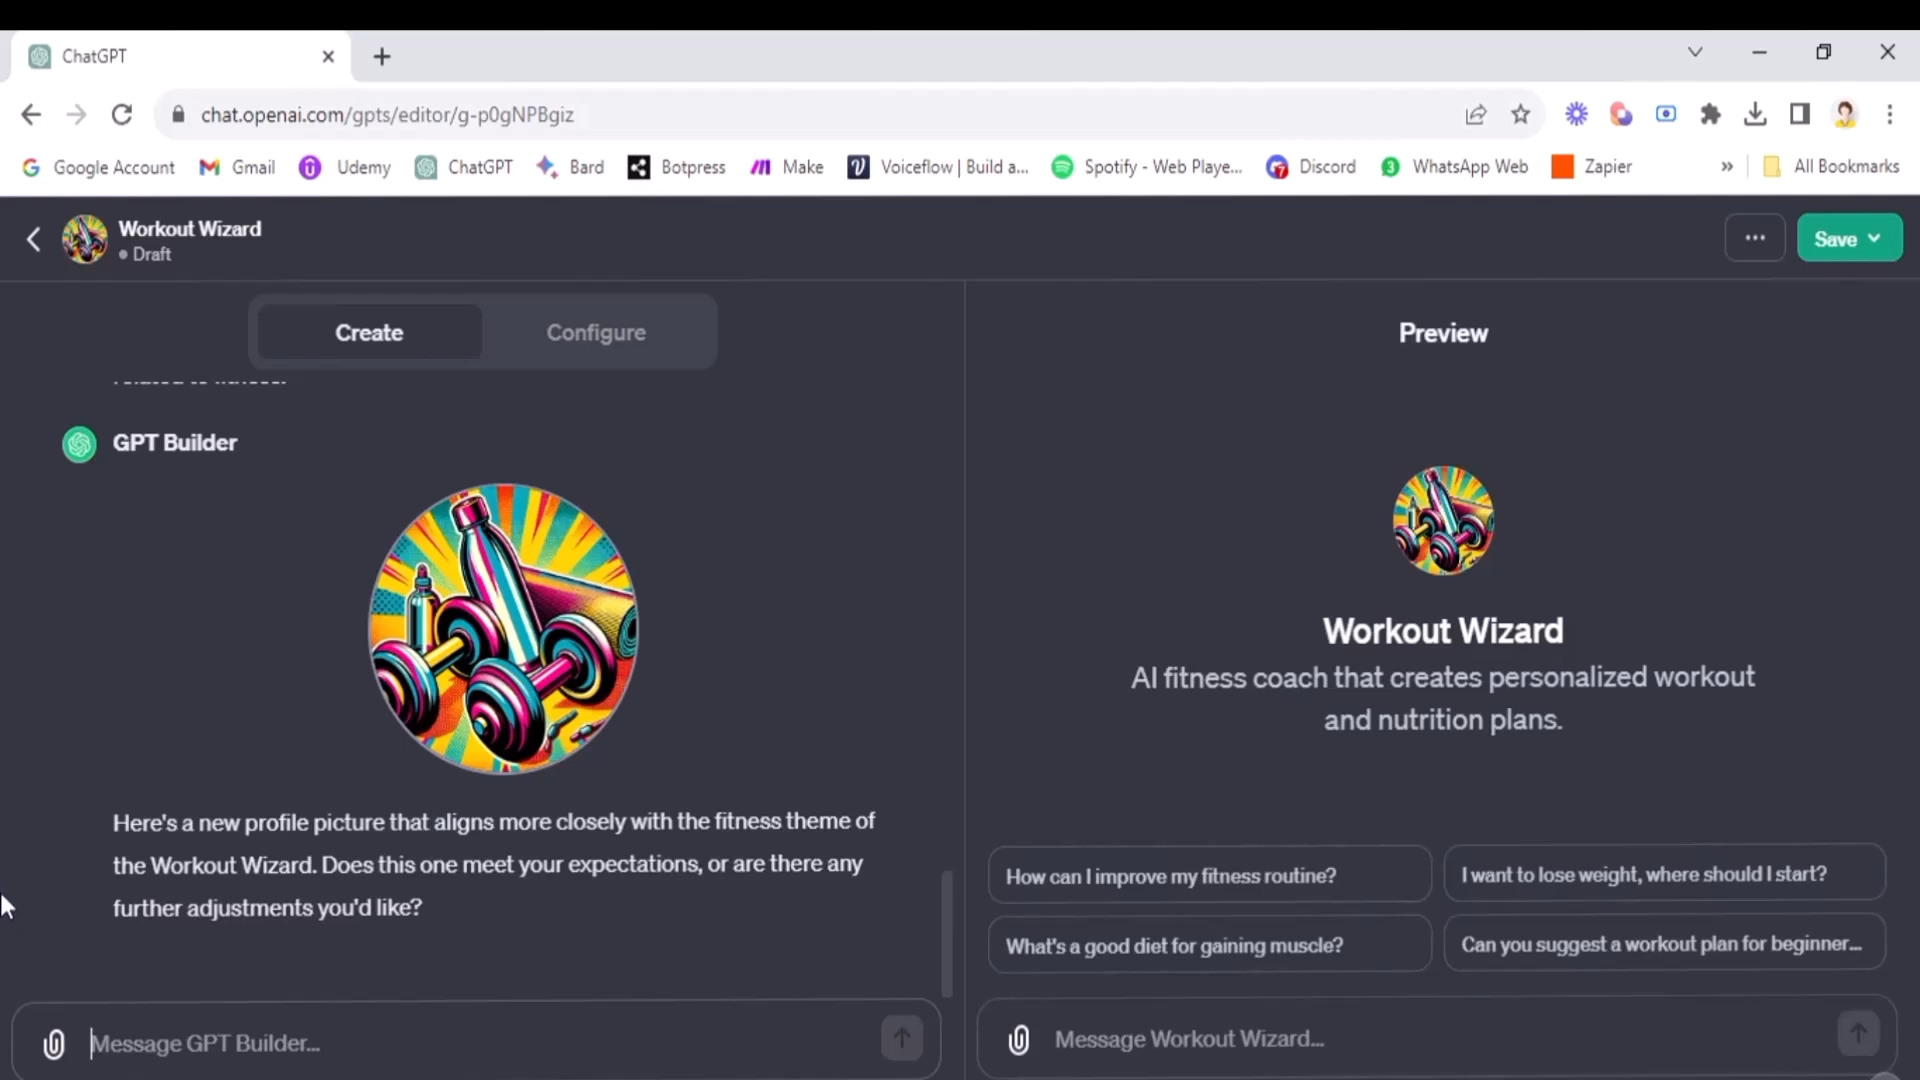 ChatGPT
chat.openai.com/gpts/editor/g-p0gNPBgiz
Google Account Gmail Udemy ChatGPT Bard Botpress Make Voiceflow | Build a... Spotify - Web Playe... 7 Discord 3 WhatsApp Web Zapier » All Bookmarks
Workout Wizard
Draft
... Save
Create Configure
Preview
related to fitness.
GPT Builder
Workout Wizard
AI fitness coach that creates personalized workout
and nutrition plans.
Here's a new profile picture that aligns more closely with the fitness theme of
the Workout Wizard. Does this one meet your expectations, or are there any
further adjustments you'd like?
How can I improve my fitness routine? I want to lose weight, where should I start?
What's a good diet for gaining muscle? Can you suggest a workout plan for beginner...
Message GPT Builder...
Message Workout Wizard...